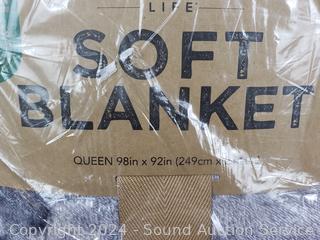 LIFE
SOFT
BLANKET
QUEEN 98in x 92in (249cm x
Copyright 2024 - Sound Auction Service